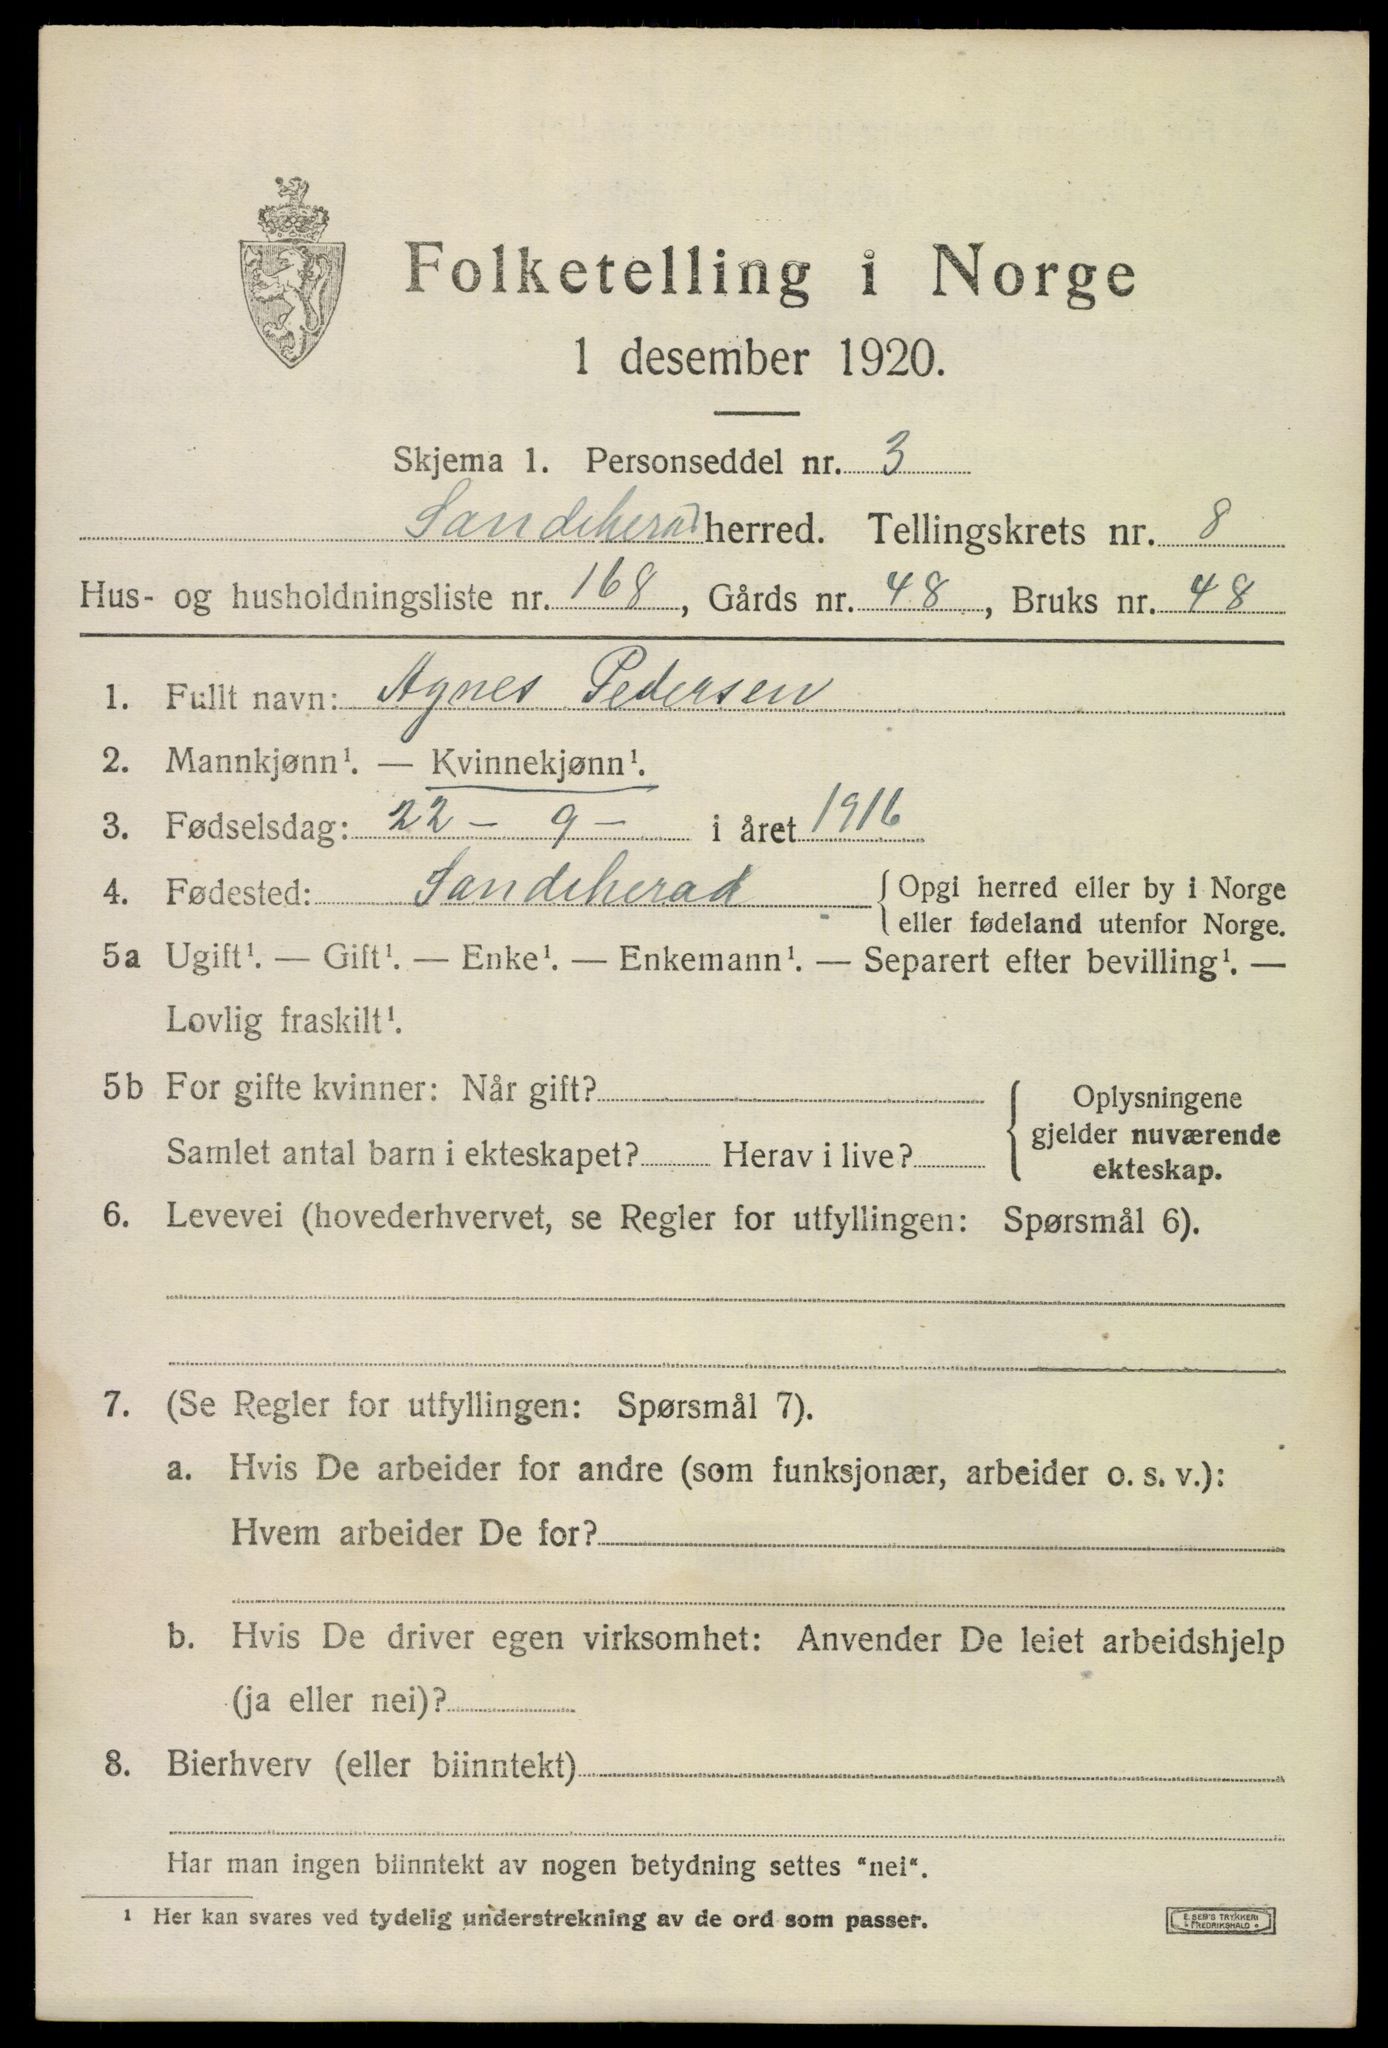 Folketelling i Norge
1 desember 1920.
Skjema 1. Personseddel nr. 3
Sandeherad herred. Tellingskrets nr. 8
Hus- og husholdningsliste nr. 168, Gårds nr. 48, Bruks nr. 48
1. Fullt navn: Agnes Pedersen
2. Mannkjønn¹. — Kvinnekjønn¹.
3. Fødselsdag: 22 - 9 - i året 1916
4. Fødested: Sandeherad { Opgi herred eller by i Norge
eller fødeland utenfor Norge.
5a Ugift¹. — Gift¹. — Enke¹. — Enkemann¹. — Separert efter bevilling¹. —
Lovlig fraskilt¹.
5b For gifte kvinner: Når gift?
Samlet antal barn i ekteskapet? Herav i live?
{ Oplysningene
gjelder nuværende
ekteskap.
6. Levevei (hovederhvervet, se Regler for utfyllingen: Spørsmål 6).
7. (Se Regler for utfyllingen: Spørsmål 7).
a. Hvis De arbeider for andre (som funksjonær, arbeider o. s. v.):
Hvem arbeider De for?
b. Hvis De driver egen virksomhet: Anvender De leiet arbeidshjelp
(ja eller nei)?
8. Bierhverv (eller biinntekt)
Har man ingen biinntekt av nogen betydning settes "nei".
¹ Her kan svares ved tydelig understrekning av de ord som passer.
E. SEM'S TRYKKERI
FREDRIKSHALD